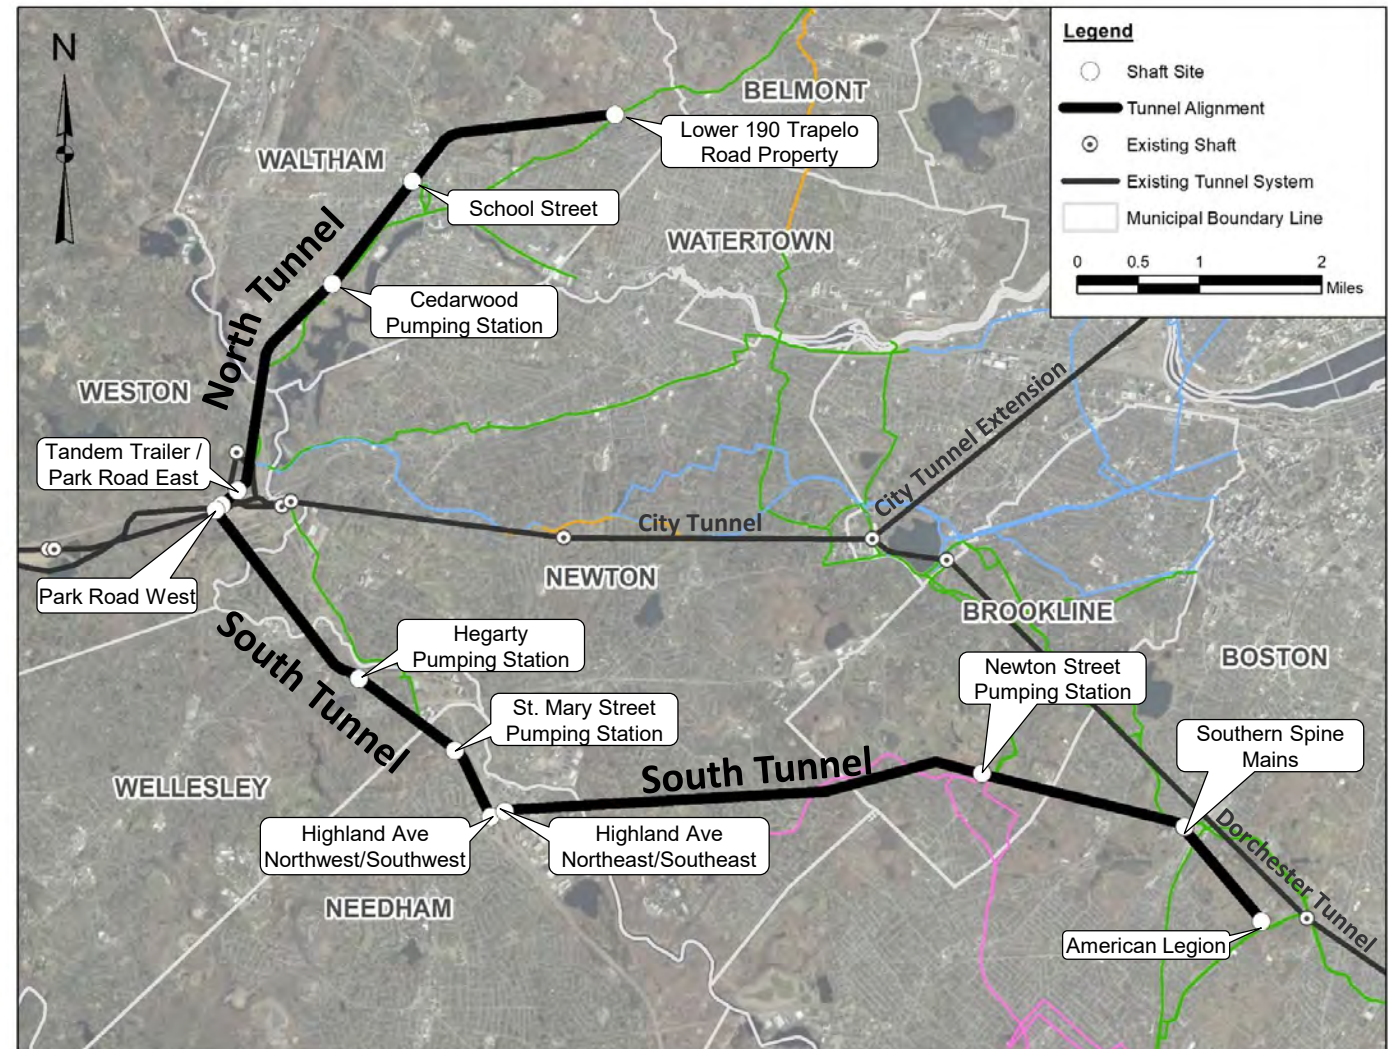 N
Legend
Shaft Site
Tunnel Alignment
Existing Shaft
Existing Tunnel System
Municipal Boundary Line
0 0.5 1 2
Miles
BELMONT
Lower 190 Trapelo
Road Property
WALTHAM
School Street
WATERTOWN
North Tunnel
Cedarwood
Pumping Station
WESTON
City Tunnel Extension
Tandem Trailer /
Park Road East
City Tunnel
NEWTON
Park Road West
BROOKLINE
South Tunnel
Hegarty
Pumping Station
BOSTON
Newton Street
Pumping Station
St. Mary Street
Pumping Station
Southern Spine
Mains
South Tunnel
WELLESLEY
Highland Ave
Northwest/Southwest
Highland Ave
Northeast/Southeast
Dorchester Tunnel
NEEDHAM
American Legion